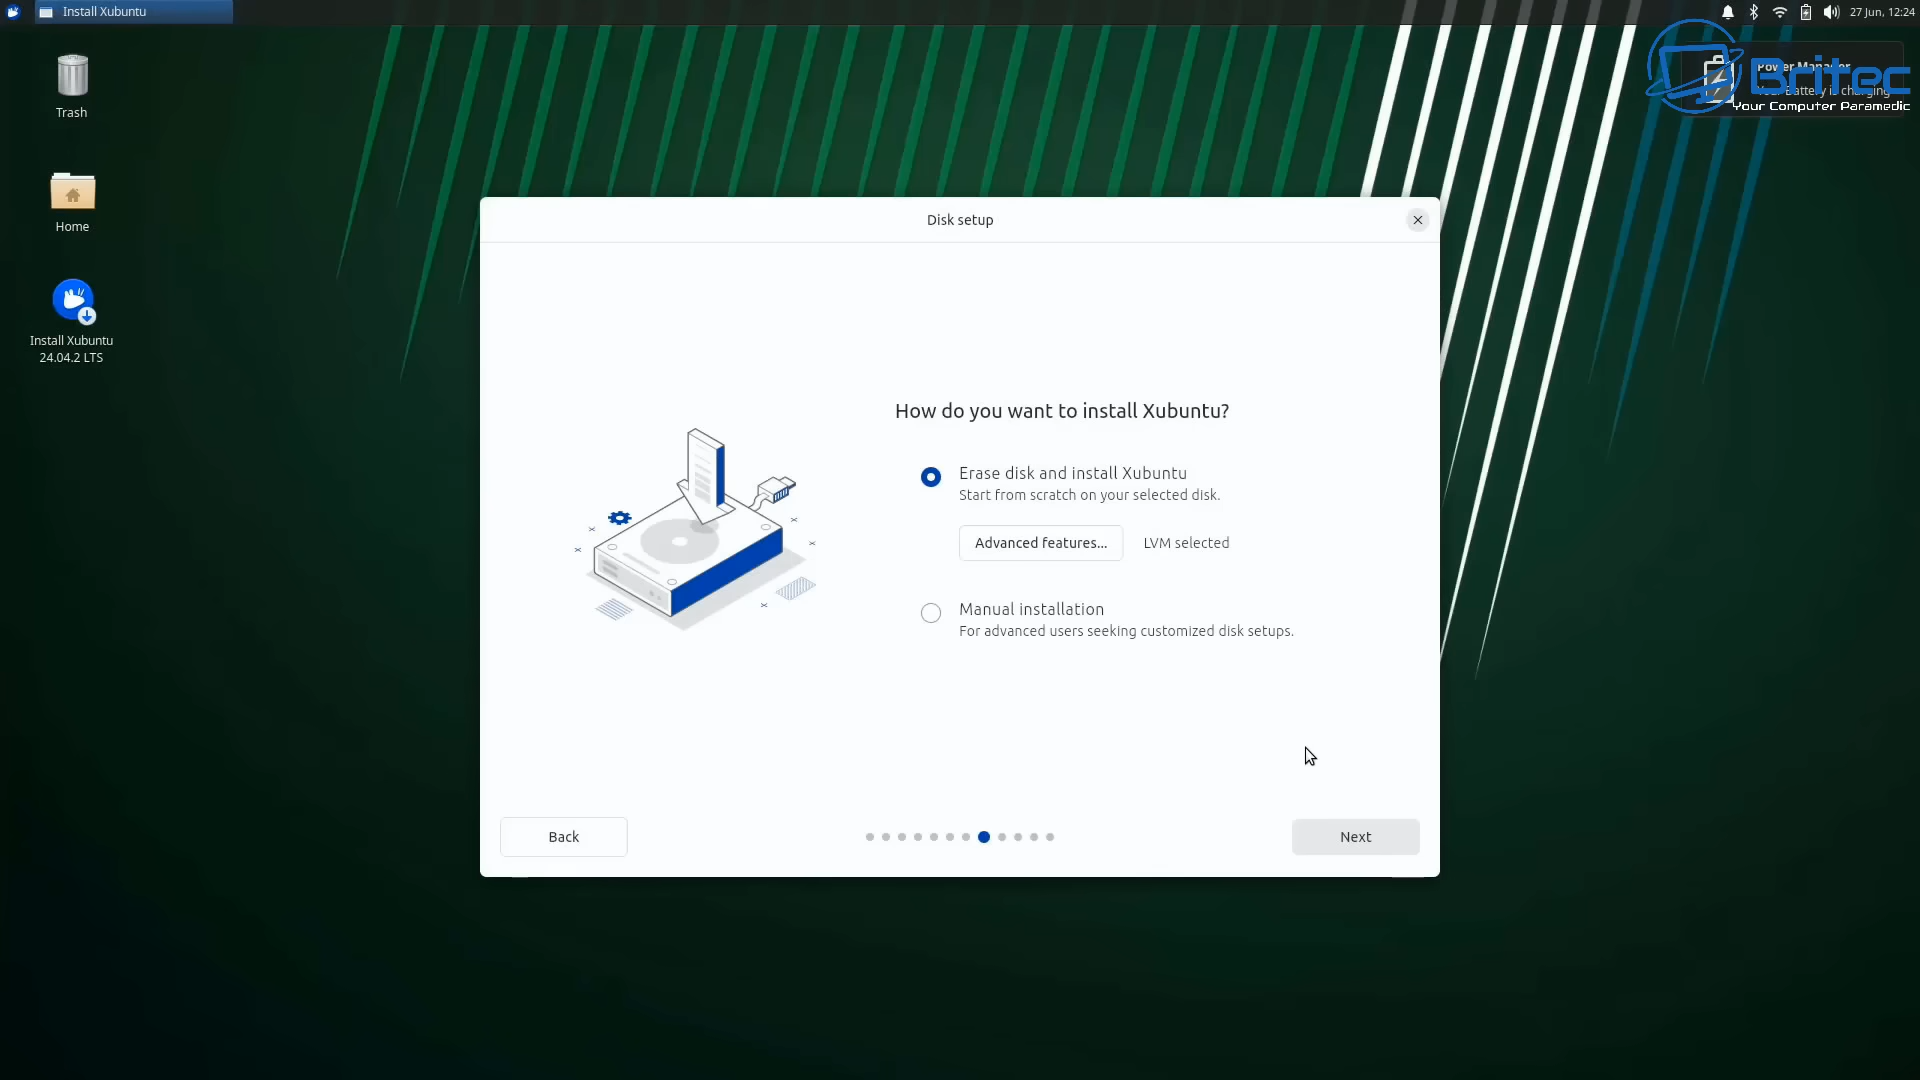 Install Xubuntu
27 Jun, 12:24
Trash
Power Manager
Britec
Your Computer Paramedic
Home
Install Xubuntu
24.04.2 LTS
Disk setup
How do you want to install Xubuntu?
Erase disk and install Xubuntu
Start from scratch on your selected disk.
Advanced features...
LVM selected
Manual installation
For advanced users seeking customized disk setups.
Back
Next